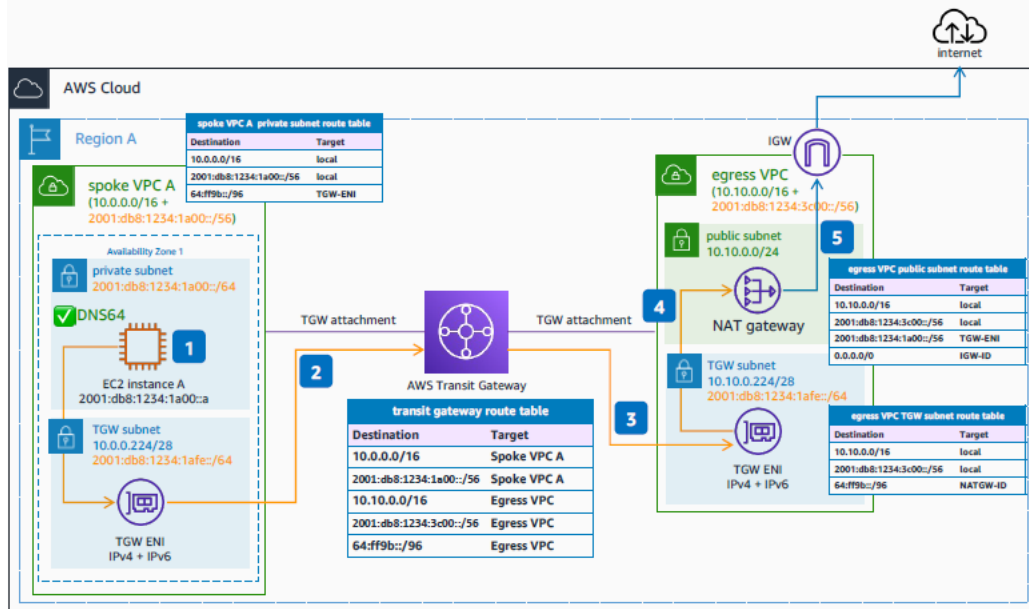 internet
AWS Cloud
Region A
spoke VPC A private subnet route table
Destination Target
10.0.0.0/16 local
2001:db8:1234:1a00::/56 local
64:ff9b::/96 TGW-ENI
spoke VPC A
(10.0.0.0/16 +
2001:db8:1234:1a00::/56)
Availability Zone 1
private subnet
2001:db8:1234:1a00::/64
DNS64
1
EC2 instance A
2001:db8:1234:1a00::a
TGW subnet
10.0.0.224/28
2001:db8:1234:1afe::/64
TGW ENI
IPv4 + IPv6
TGW attachment
2
AWS Transit Gateway
TGW attachment
3
transit gateway route table
Destination Target
10.0.0.0/16 Spoke VPC A
2001:db8:1234:1a00::/56 Spoke VPC A
10.10.0.0/16 Egress VPC
2001:db8:1234:3c00::/56 Egress VPC
64:ff9b::/96 Egress VPC
IGW
egress VPC
(10.10.0.0/16 +
2001:db8:1234:3c00::/56)
public subnet
10.10.0.0/24
5
4
NAT gateway
TGW subnet
10.10.0.224/28
2001:db8:1234:1afe::/64
TGW ENI
IPv4 + IPv6
egress VPC public subnet route table
Destination Target
10.10.0.0/16 local
2001:db8:1234:3c00::/56 local
2001:db8:1234:1a00::/56 TGW-ENI
0.0.0.0/0 IGW-ID
egress VPC TGW subnet route table
Destination Target
10.10.0.0/16 local
2001:db8:1234:3c00::/56 local
64:ff9b::/96 NATGW-ID